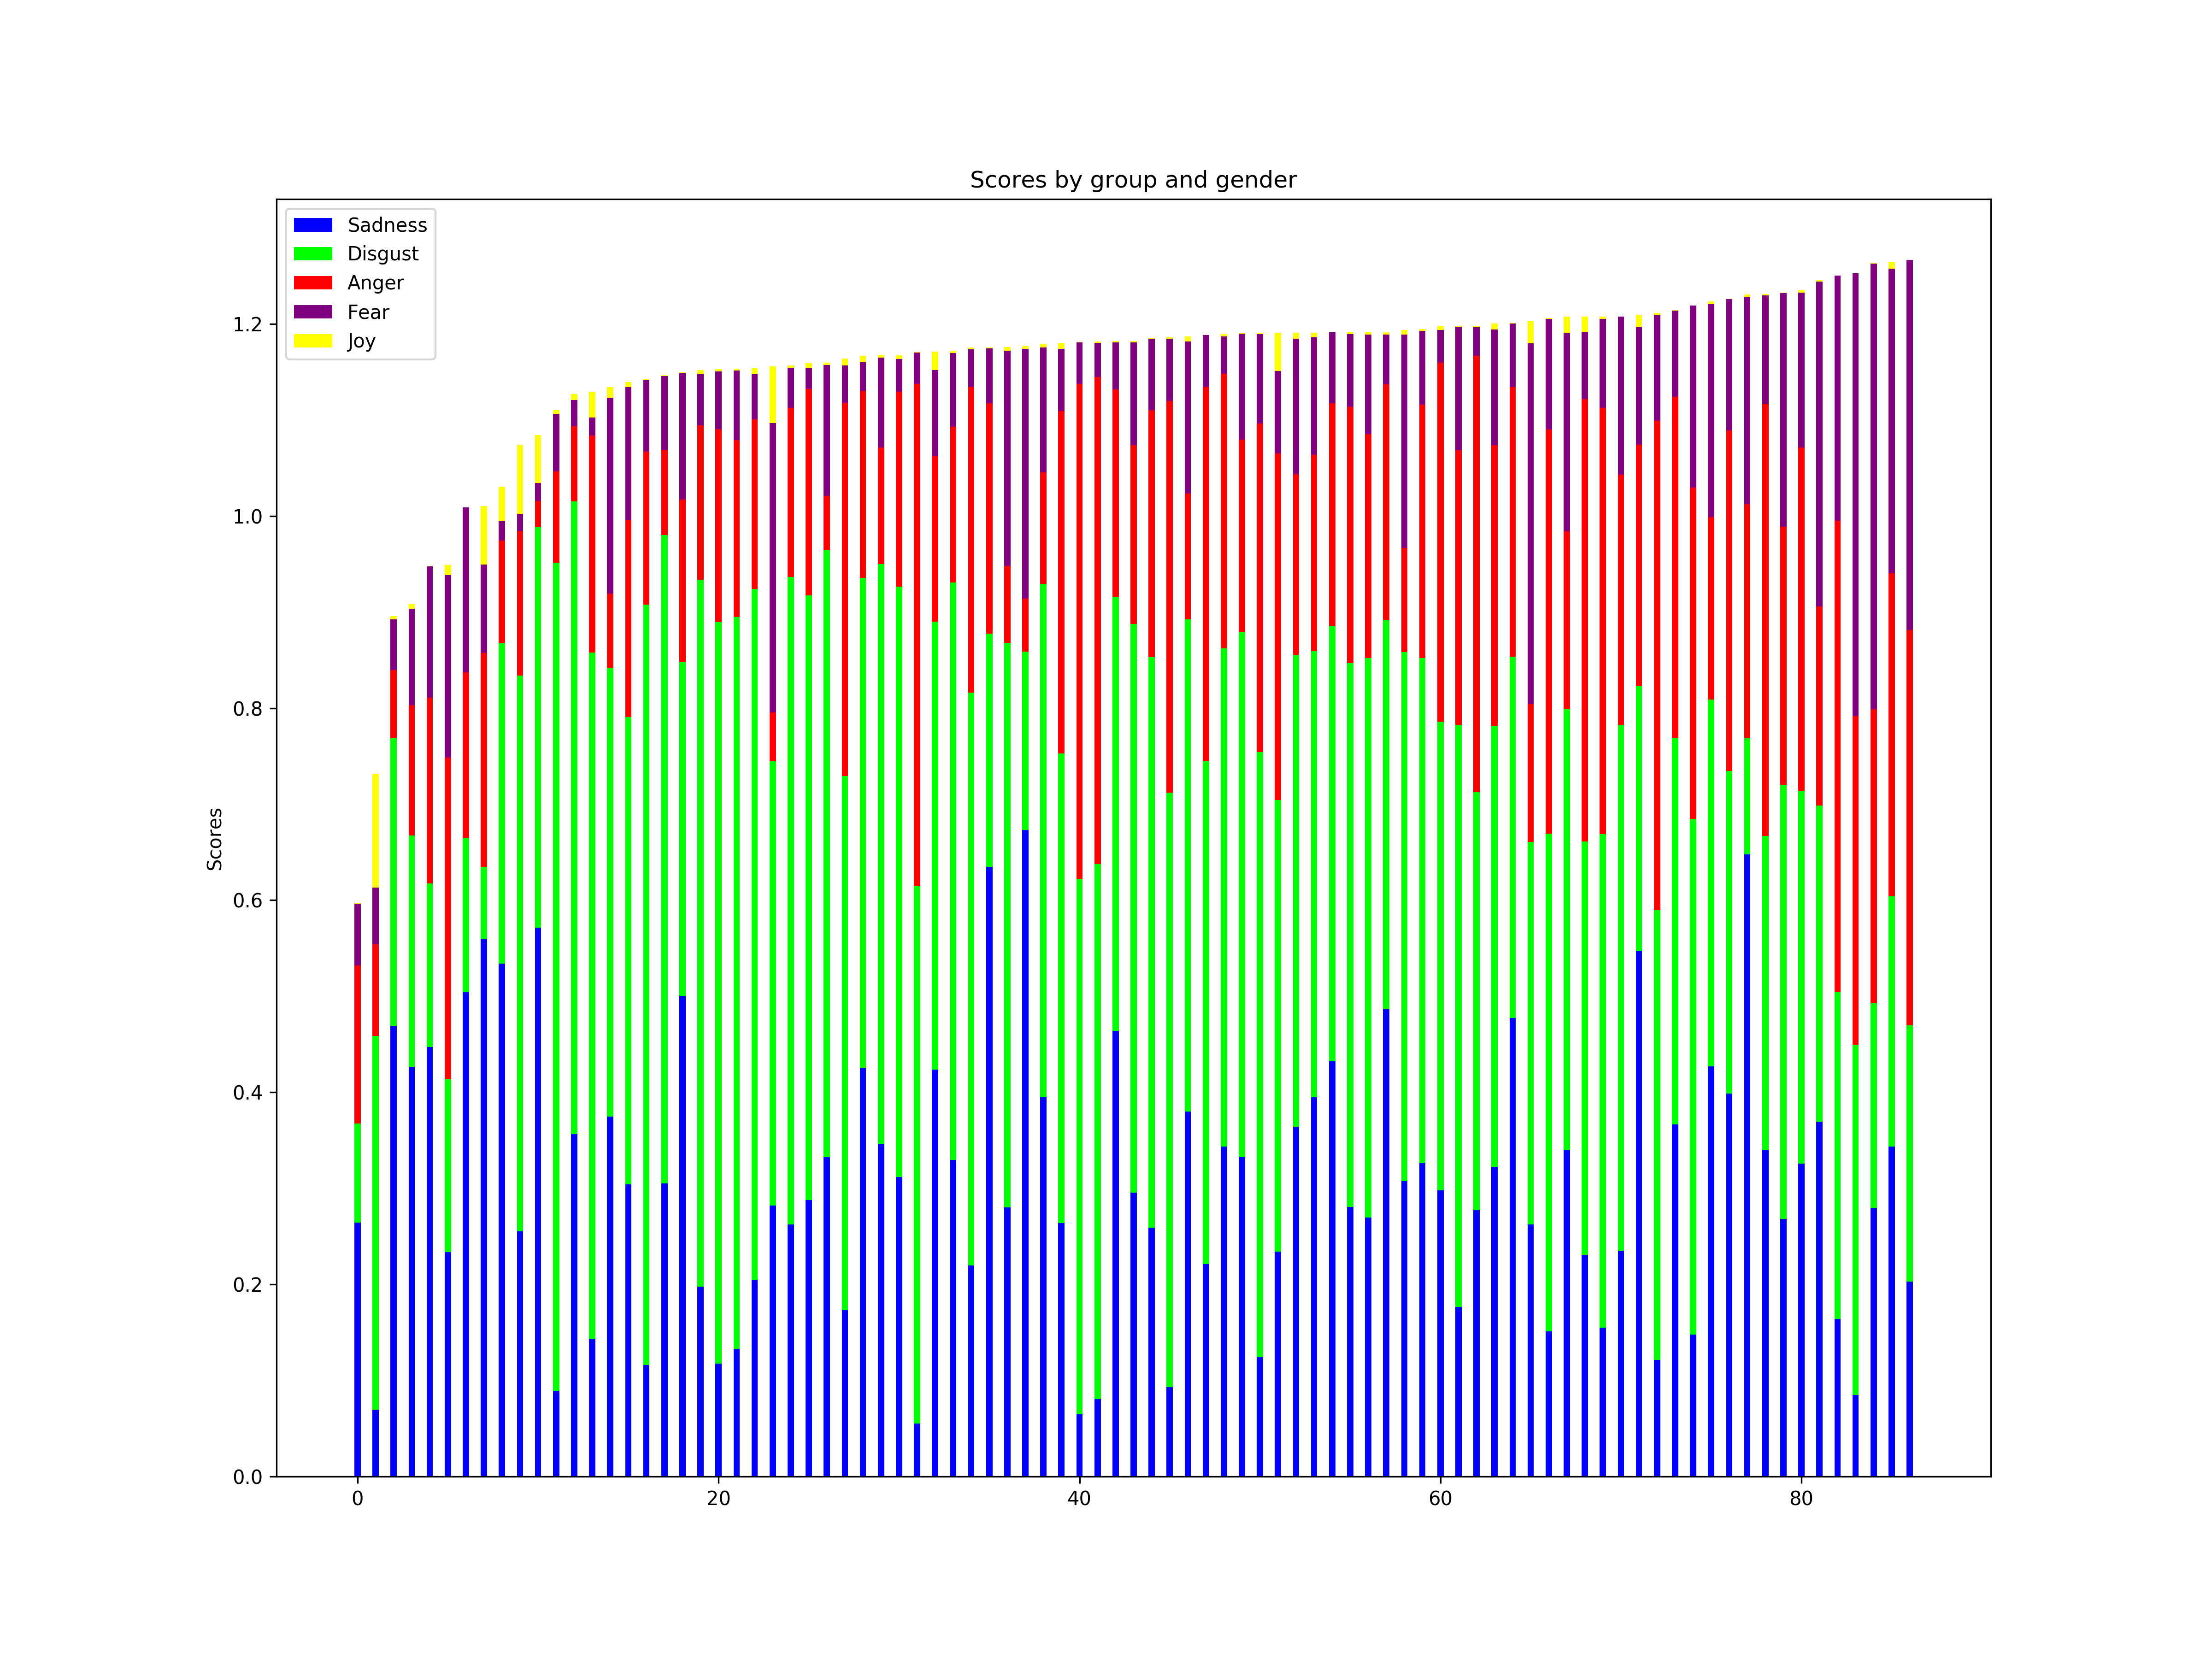 Scores by group and gender
Sadness
Disgust
Anger
Fear
Joy
Scores
1.2
1.0
0.8
0.6
0.4
0.2
0.0
0 20 40 60 80